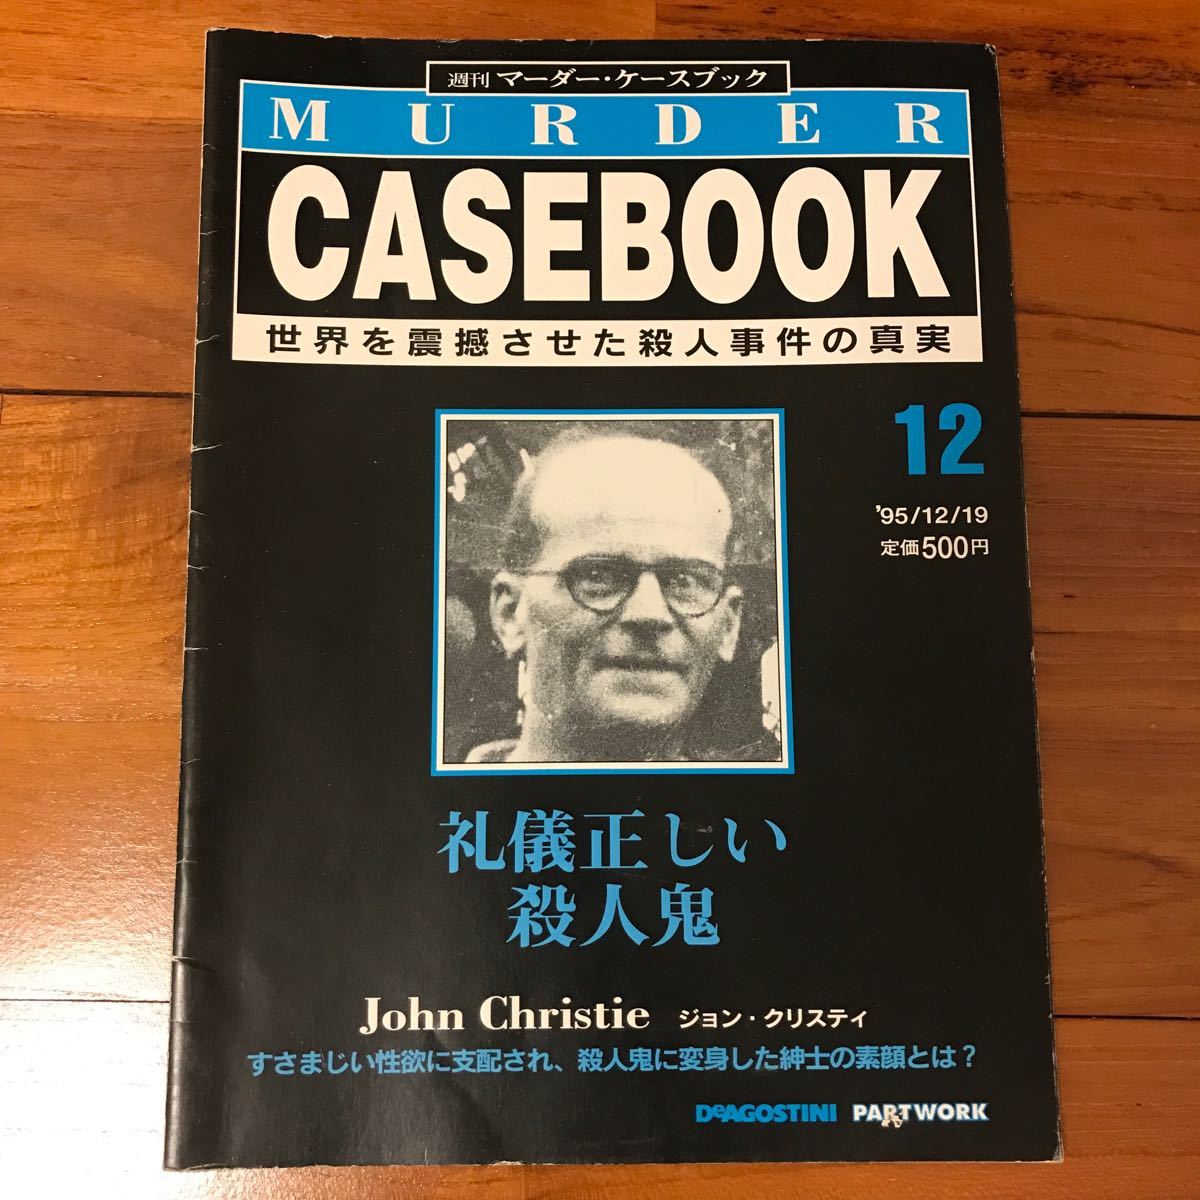 週刊 マーダー・ケースブック
MURDER
CASEBOOK
世界を震撼させた殺人事件の真実
12
'95/12/19
定価500円
礼儀正しい
殺人鬼
John Christie ジョン・クリスティ
すさまじい性欲に支配され、殺人鬼に変身した紳士の素顔とは?
DeAGOSTINI PARTWORK